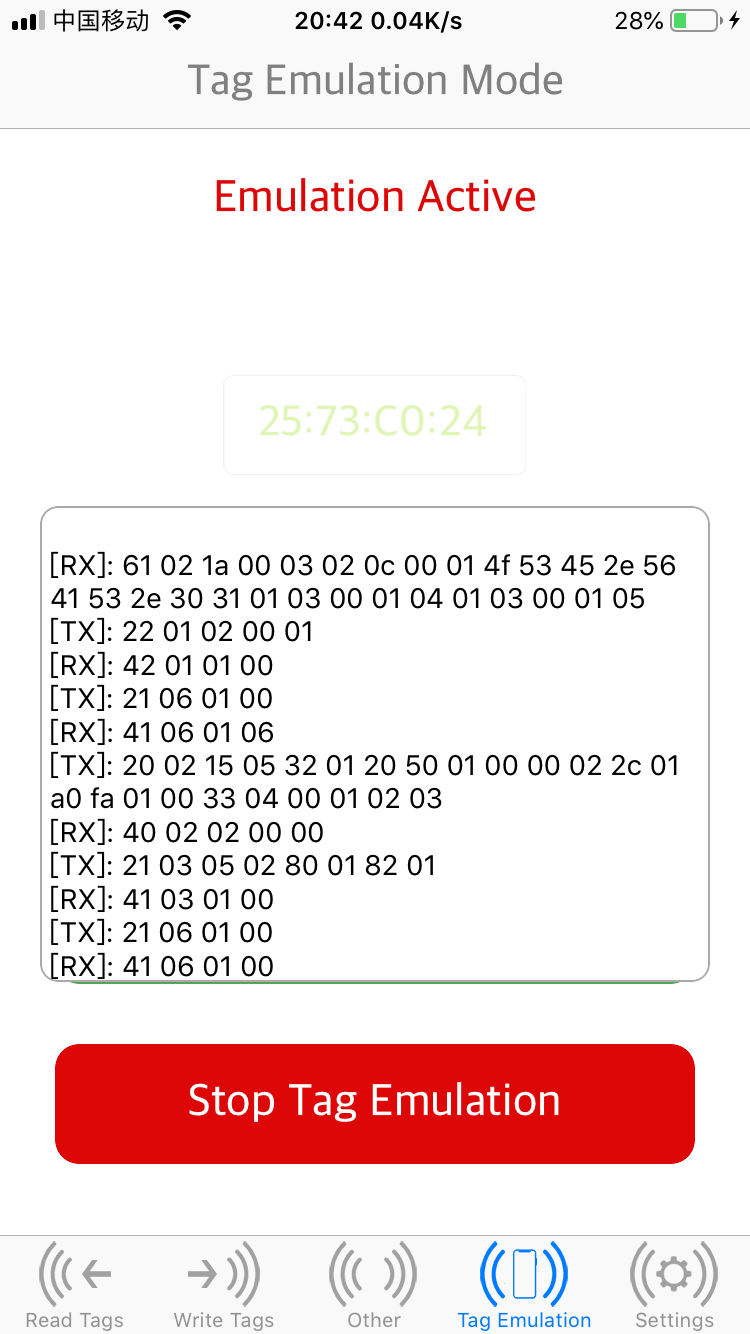 中国移动 20:42 0.04K/s 28%
Tag Emulation Mode
Emulation Active
25:73:C0:24
[RX]: 61 02 1a 00 03 02 0c 00 01 4f 53 45 2e 56
41 53 2e 30 31 01 03 00 01 04 01 03 00 01 05
[TX]: 22 01 02 00 01
[RX]: 42 01 01 00
[TX]: 21 06 01 00
[RX]: 41 06 01 06
[TX]: 20 02 15 05 32 01 20 50 01 00 00 02 2c 01
a0 fa 01 00 33 04 00 01 02 03
[RX]: 40 02 02 00 00
[TX]: 21 03 05 02 80 01 82 01
[RX]: 41 03 01 00
[TX]: 21 06 01 00
[RX]: 41 06 01 00
Stop Tag Emulation
Read Tags Write Tags Other Tag Emulation Settings